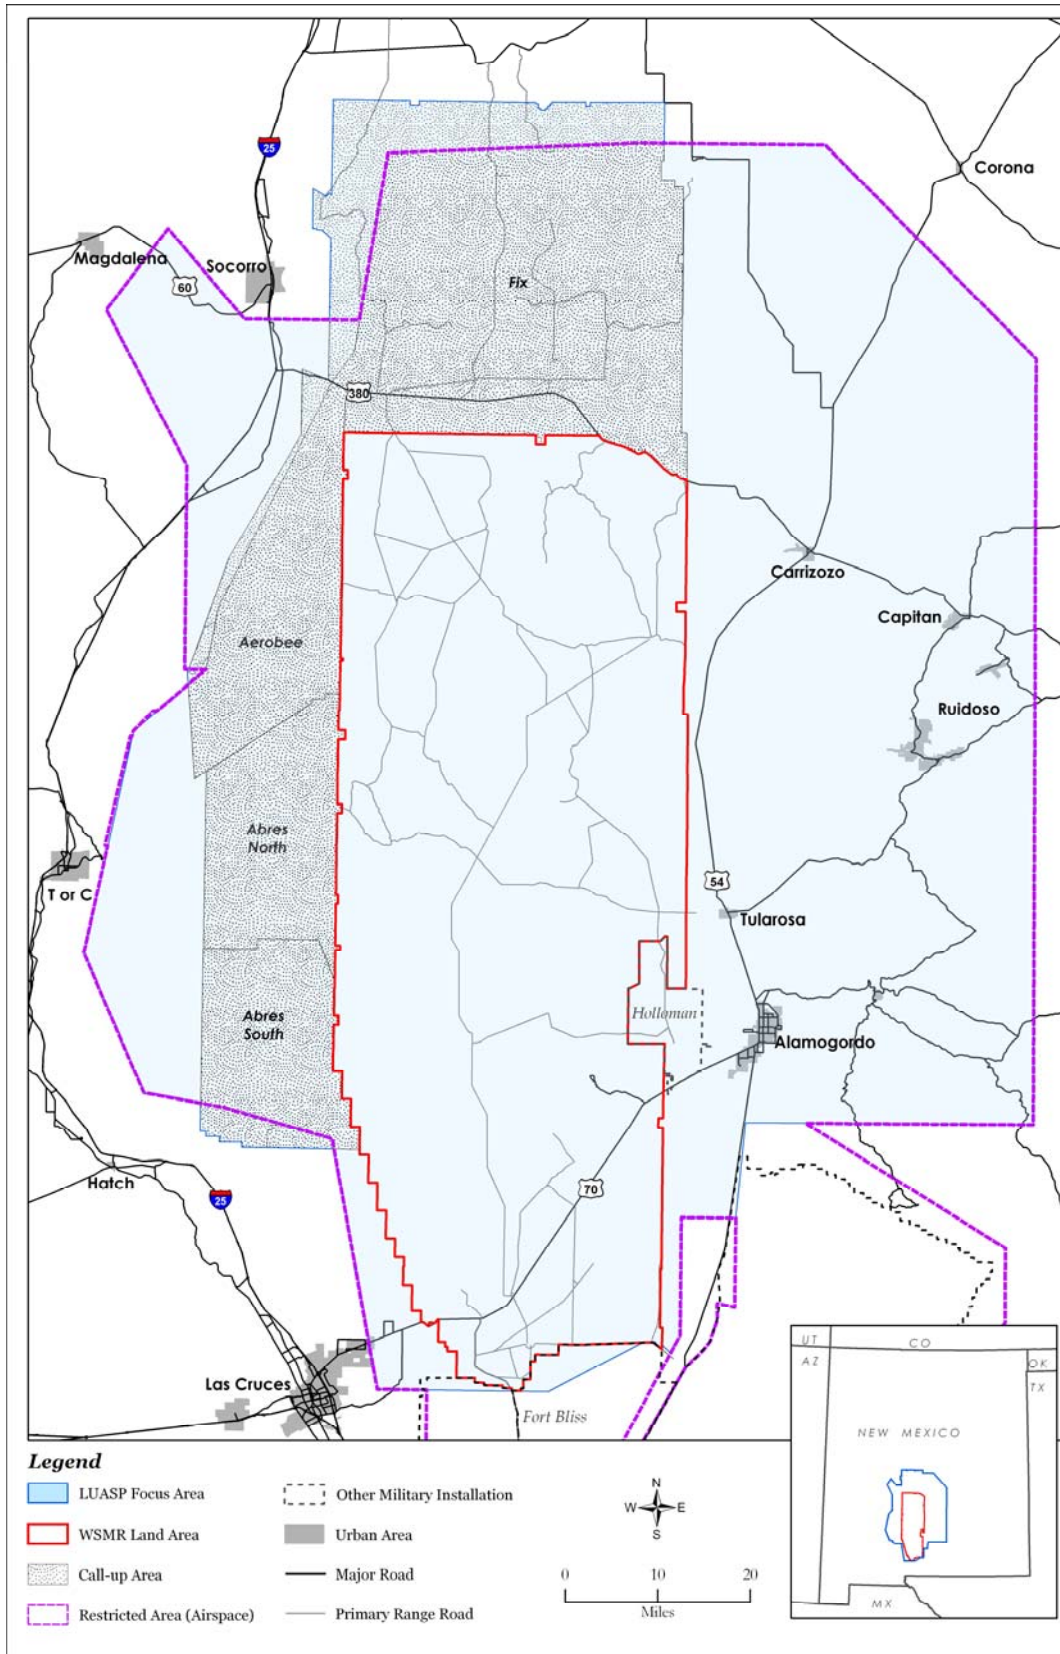 25
Corona
Magdalena
Socorro
60
Fix
380
Carrizozo
Capitan
Aerobee
Ruidoso
Abres
North
T or C
54
Tularosa
Abres
South
Holloman
Alamogordo
Hatch
25
70
Las Cruces
Fort Bliss
UT
CO
AZ
OK
TX
NEW MEXICO
MX
Legend
LUASP Focus Area
WSMR Land Area
Call-up Area
Restricted Area (Airspace)
Other Military Installation
Urban Area
Major Road
Primary Range Road
N
W E
S
0 10 20
Miles